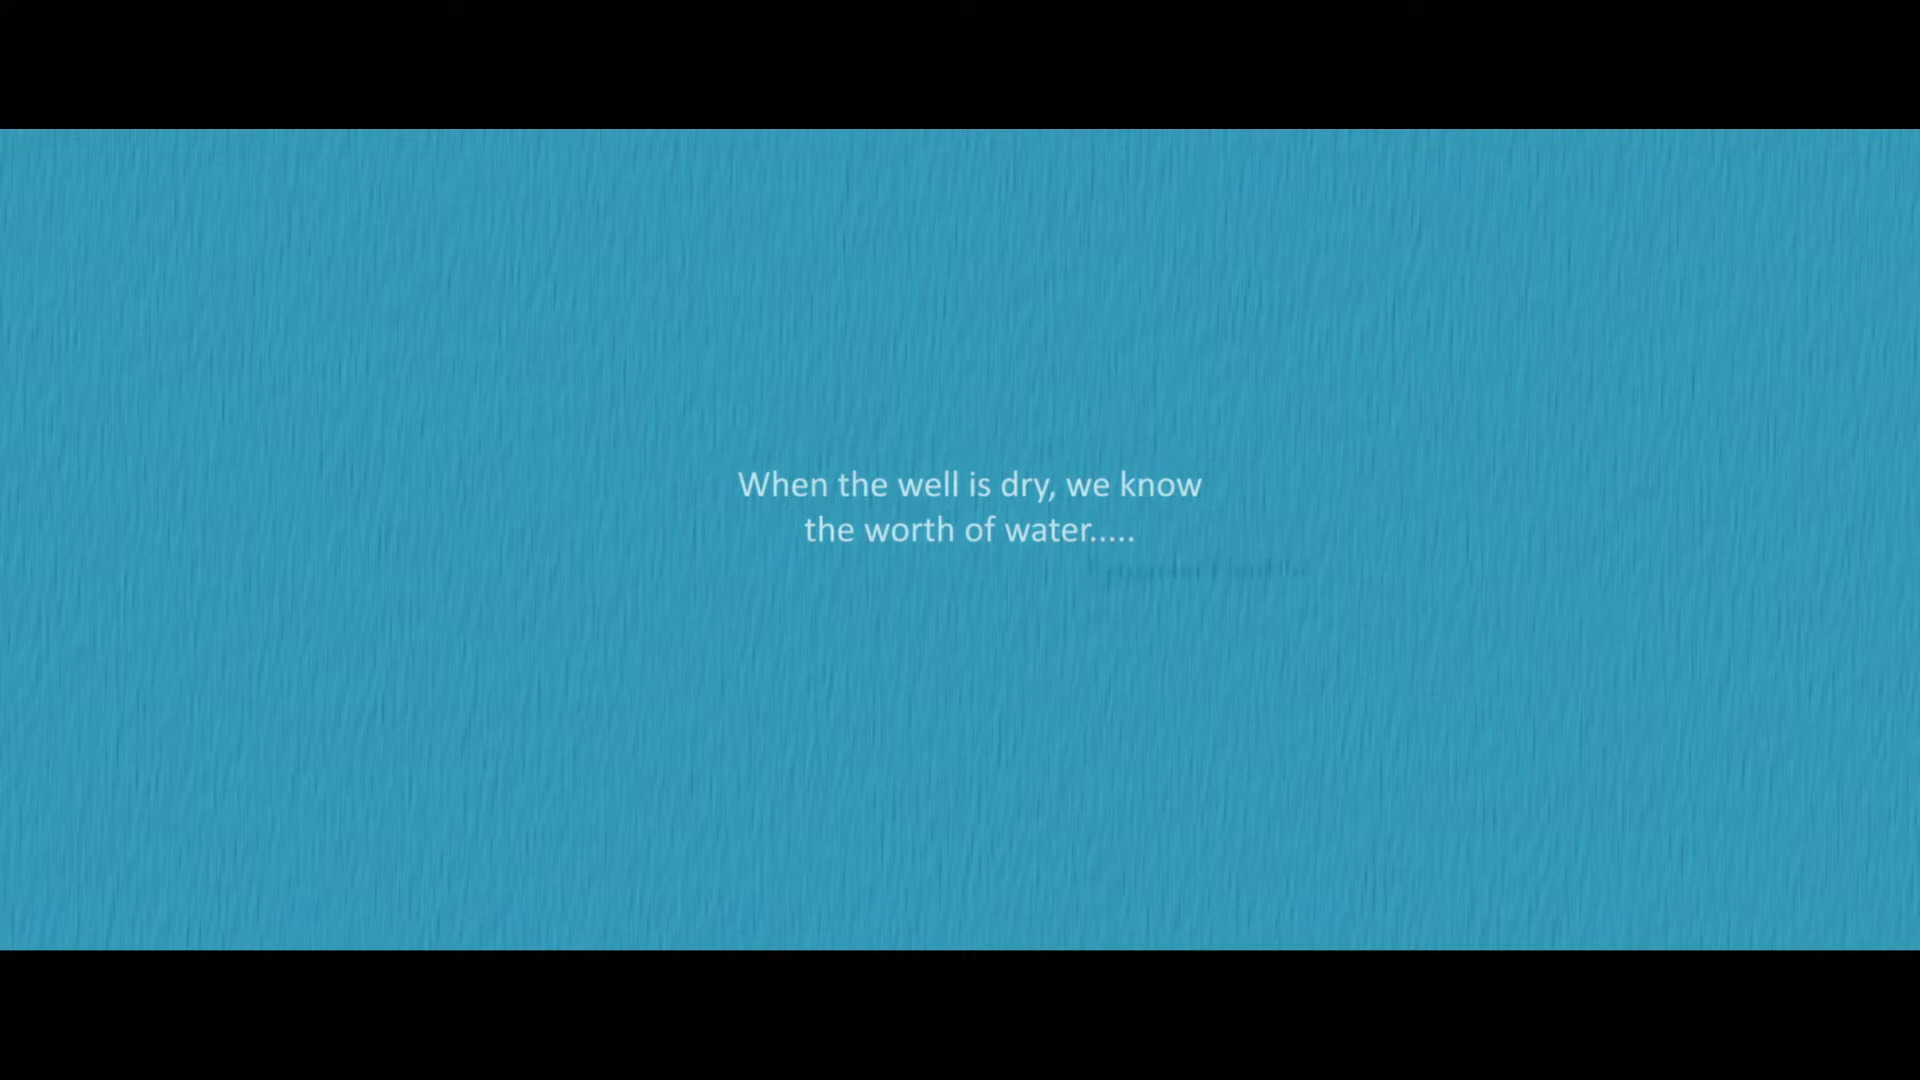 When the well is dry, we know
the worth of water.....